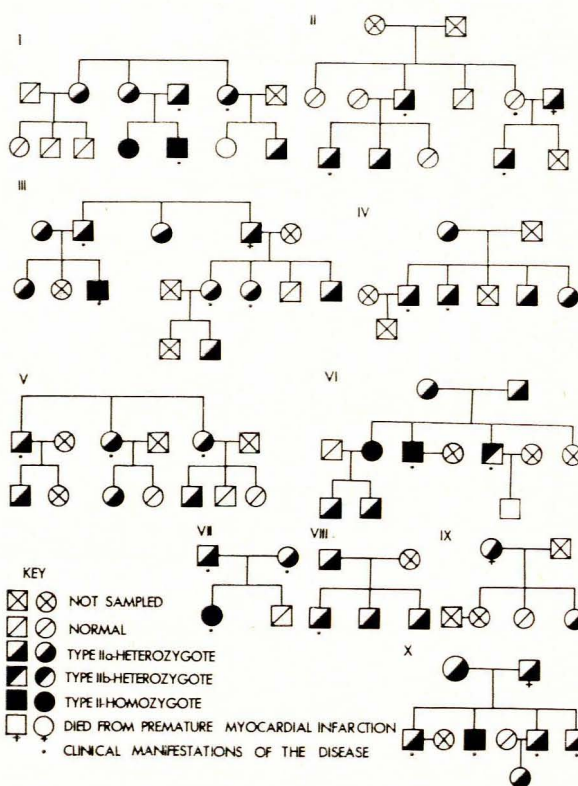 I
II
III
IV
V
VI
VII
VIII
IX
X
KEY
NOT SAMPLED
NORMAL
TYPE IIa-HETEROZYGOTE
TYPE IIb-HETEROZYGOTE
TYPE II-HOMOZYGOTE
DIED FROM PREMATURE MYOCARDIAL INFARCTION
CLINICAL MANIFESTATIONS OF THE DISEASE